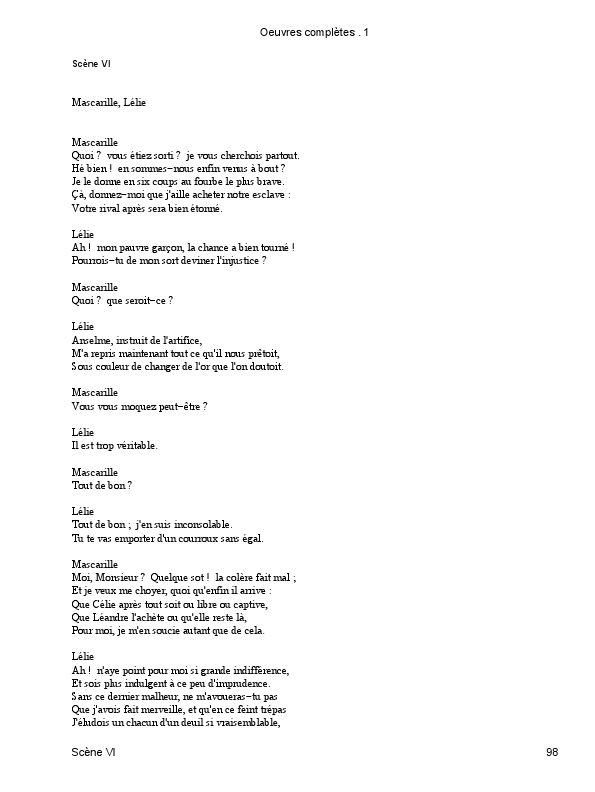 Oeuvres complètes . 1
Scène VI
Mascarille, Lélie
Mascarille
Quoi ? vous étiez sorti ? je vous cherchois partout.
Hé bien ! en sommes−nous enfin venus à bout ?
Je le donne en six coups au fourbe le plus brave.
Çà, donnez−moi que j'aille acheter notre esclave :
Votre rival après sera bien étonné.
Lélie
Ah ! mon pauvre garçon, la chance a bien tourné !
Pourrois−tu de mon sort deviner l'injustice ?
Mascarille
Quoi ? que seroit−ce ?
Lélie
Anselme, instruit de l'artifice,
M'a repris maintenant tout ce qu'il nous prêtoit,
Sous couleur de changer de l'or que l'on doutoit.
Mascarille
Vous vous moquez peut−être ?
Lélie
Il est trop véritable.
Mascarille
Tout de bon ?
Lélie
Tout de bon ; j'en suis inconsolable.
Tu te vas emporter d'un courroux sans égal.
Mascarille
Moi, Monsieur ? Quelque sot ! la colère fait mal ;
Et je veux me choyer, quoi qu'enfin il arrive :
Que Célie après tout soit ou libre ou captive,
Que Léandre l'achète ou qu'elle reste là,
Pour moi, je m'en soucie autant que de cela.
Lélie
Ah ! n'aye point pour moi si grande indifférence,
Et sois plus indulgent à ce peu d'imprudence.
Sans ce dernier malheur, ne m'avoueras−tu pas
Que j'avois fait merveille, et qu'en ce feint trépas
J'éludois un chacun d'un deuil si vraisemblable,
Scène VI
98